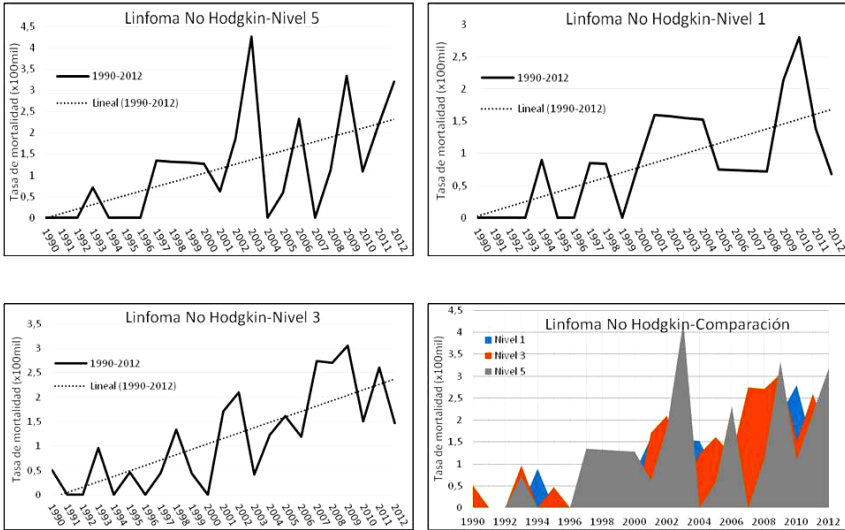 Linfoma No Hodgkin-Nivel 5
Tasa de mortalidad (x100mil)
4,5
4
3,5
3
2,5
2
1,5
1
0,5
0
1990-2012
Lineal (1990-2012)
1990 1991 1992 1993 1994 1995 1996 1997 1998 1999 2000 2001 2002 2003 2004 2005 2006 2007 2008 2009 2010 2011 2012
Linfoma No Hodgkin-Nivel 1
Tasa de mortalidad (x100mil)
3
2,5
2
1,5
1
0,5
0
1990-2012
Lineal (1990-2012)
1990 1991 1992 1993 1994 1995 1996 1997 1998 1999 2000 2001 2002 2003 2004 2005 2006 2007 2008 2009 2010 2011 2012
Linfoma No Hodgkin-Nivel 3
Tasa de mortalidad (x100mil)
3,5
3
2,5
2
1,5
1
0,5
0
1990-2012
Lineal (1990-2012)
1990 1991 1992 1993 1994 1995 1996 1997 1998 1999 2000 2001 2002 2003 2004 2005 2006 2007 2008 2009 2010 2011 2012
Linfoma No Hodgkin-Comparación
Tasa de mortalidad (x100mil)
4,5
4
3,5
3
2,5
2
1,5
1
0,5
0
Nivel 1
Nivel 3
Nivel 5
1990 1992 1994 1996 1998 2000 2002 2004 2006 2008 2010 2012